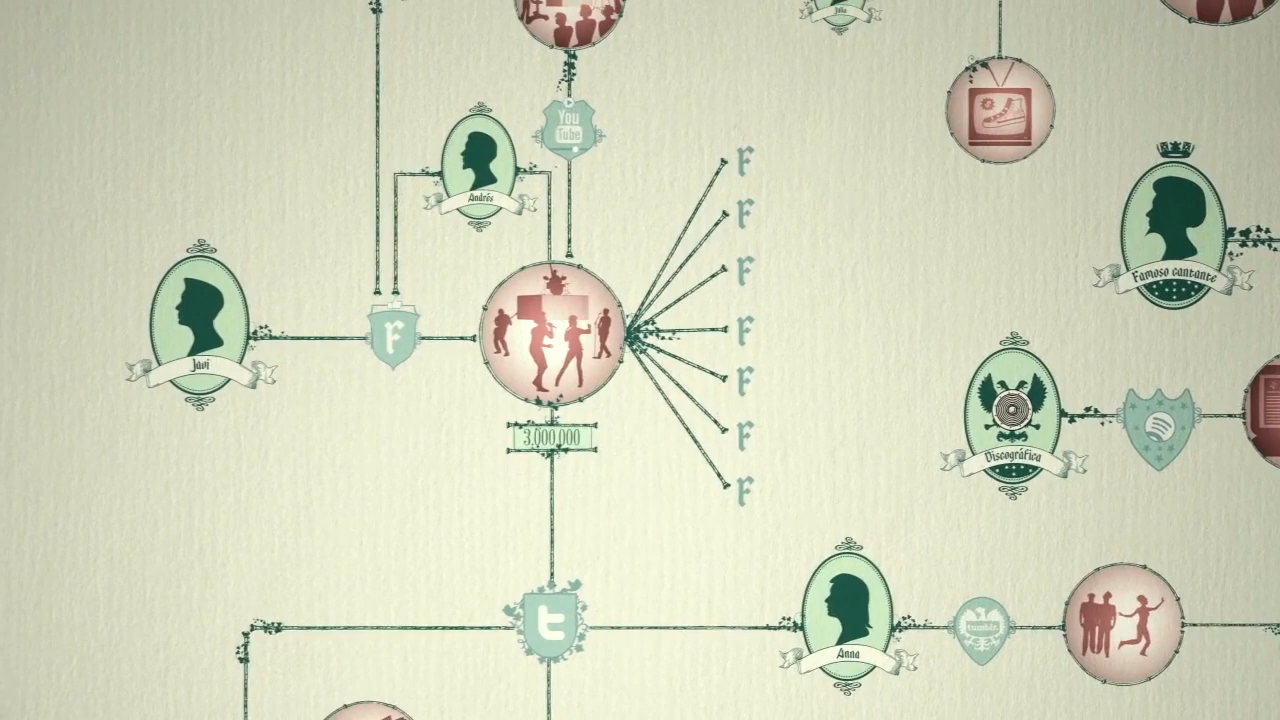 Julia
You
Tube
Andrés
F
F
F
Famoso cantante
F
F
F
Javi
F
3,000,000
F
Discográfica
F
t
tumblr.
Anna